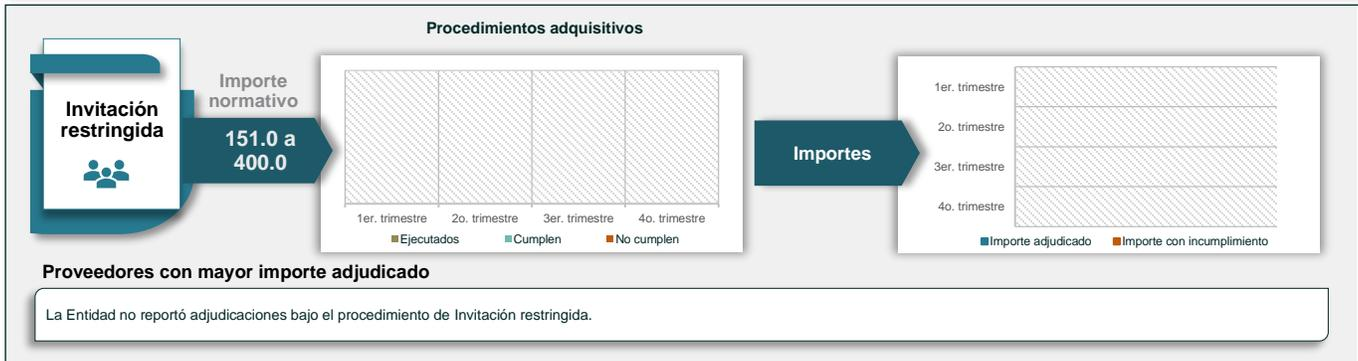 Procedimientos adquisitivos
Invitación
restringida
Importe
normativo
151.0 a
400.0
1er. trimestre
2o. trimestre
3er. trimestre
4o. trimestre
Ejecutados
Cumplen
No cumplen
Importes
1er. trimestre
2o. trimestre
3er. trimestre
4o. trimestre
Importe adjudicado
Importe con incumplimiento
Proveedores con mayor importe adjudicado
La Entidad no reportó adjudicaciones bajo el procedimiento de Invitación restringida.